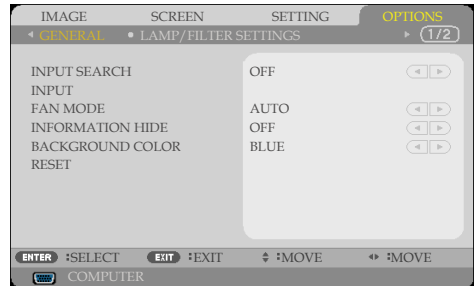 IMAGE SCREEN SETTING OPTIONS
GENERAL • LAMP/FILTER SETTINGS 1/2
INPUT SEARCH OFF
INPUT
FAN MODE AUTO
INFORMATION HIDE OFF
BACKGROUND COLOR BLUE
RESET
ENTER :SELECT EXIT :EXIT :MOVE :MOVE
COMPUTER